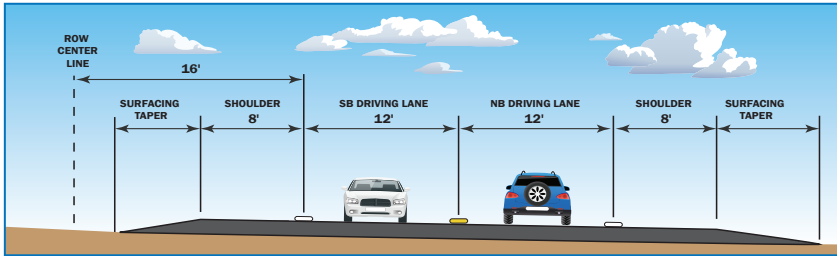 ROW
CENTER
LINE
16'
SURFACING
TAPER
SHOULDER
8'
SB DRIVING LANE
12'
NB DRIVING LANE
12'
SHOULDER
8'
SURFACING
TAPER